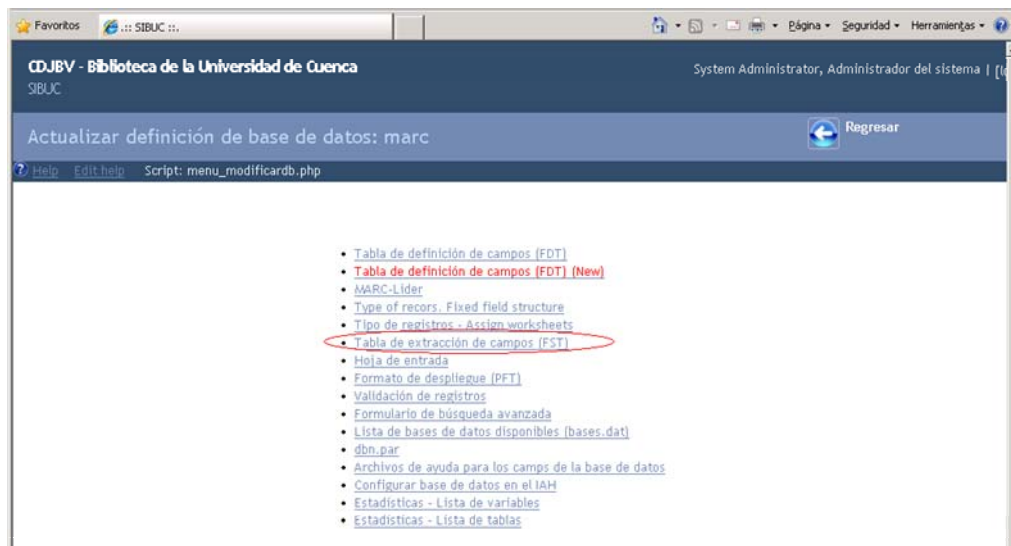 Favoritos .:: SIBUC ::. Página Seguridad Herramientas
CDJBV - Biblioteca de la Universidad de Cuenca
SIBUC
System Administrator, Administrador del sistema |
Actualizar definición de base de datos: marc
Regresar
Help Edit help Script: menu_modificardb.php
Tabla de definición de campos (FDT)
Tabla de definición de campos (FDT) (New)
MARC-Lider
Type of recors. Fixed field structure
Tipo de registros - Assign worksheets
Tabla de extracción de campos (FST)
Hoja de entrada
Formato de despliegue (PFT)
Validación de registros
Formulario de búsqueda avanzada
Lista de bases de datos disponibles (bases.dat)
dbn.par
Archivos de ayuda para los camps de la base de datos
Configurar base de datos en el IAH
Estadísticas - Lista de variables
Estadísticas - Lista de tablas